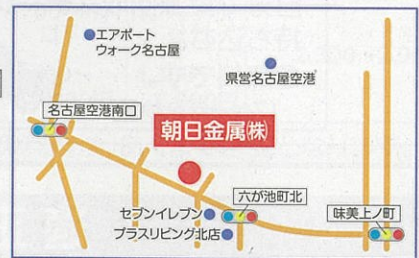 エアポート
ウォーク名古屋
県営名古屋空港
名古屋空港南口
朝日金属㈱
六が池町北
セブンイレブン
プラスリビング北店
味美上ノ町